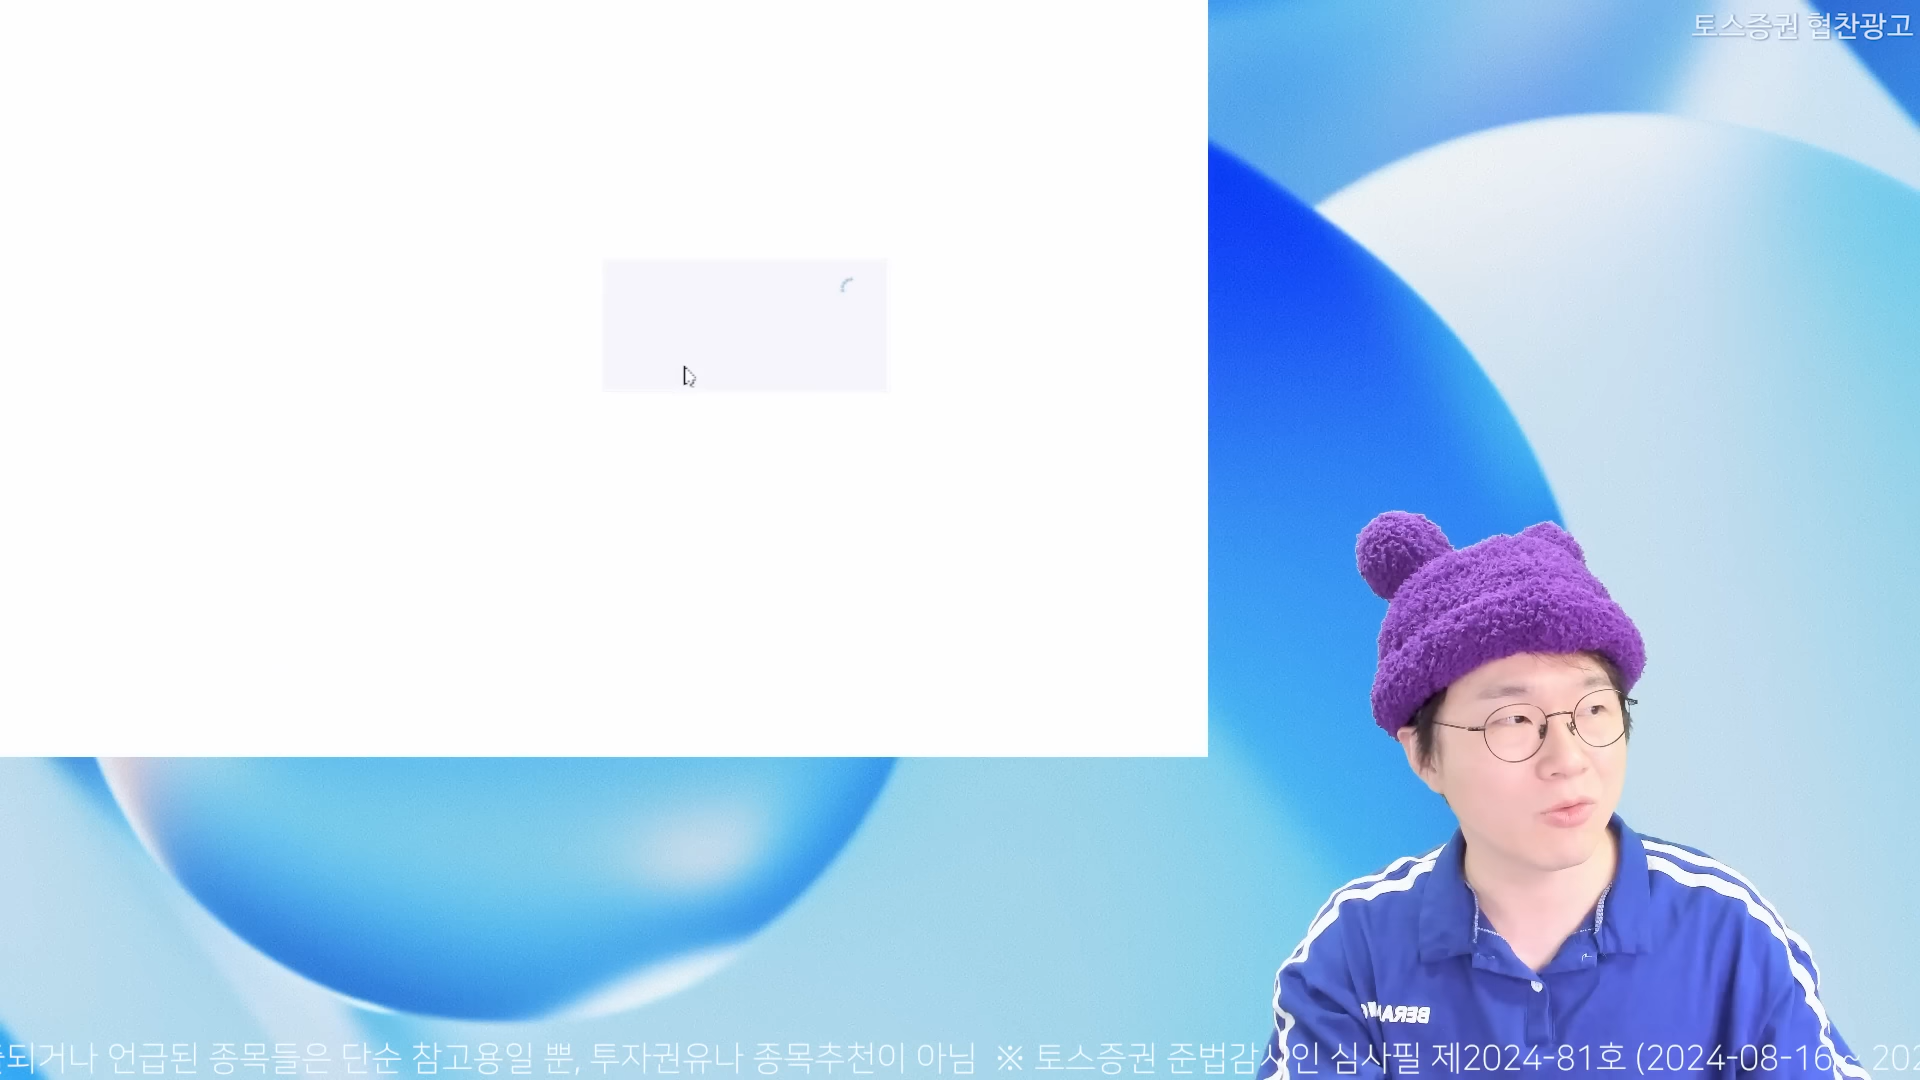 토스증권 협찬광고
되거나 언급된 종목들은 단순 참고용일 뿐, 투자권유나 종목추천이 아님 ※ 토스증권 준법감시인 심사필 제2024-81호 (2024-08-16 ~ 202